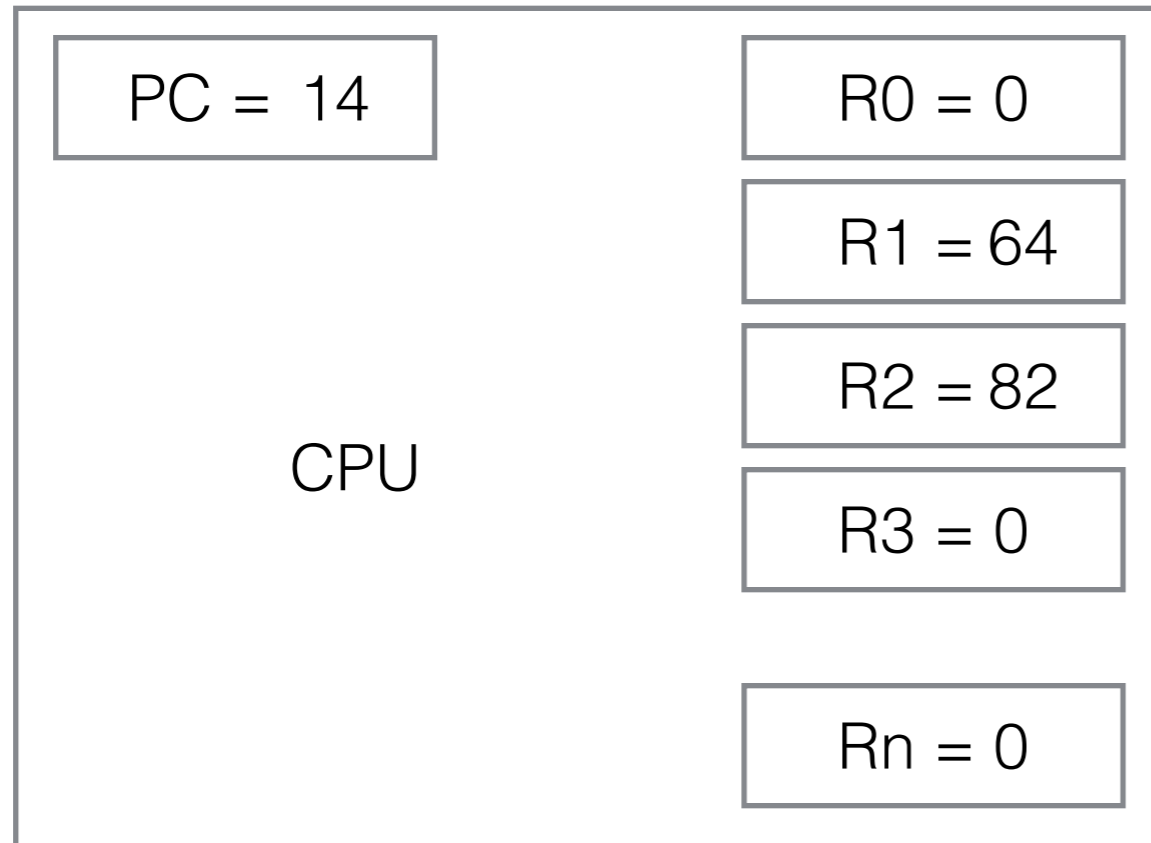 PC = 14
R0 = 0
R1 = 64
R2 = 82
CPU
R3 = 0
Rn = 0